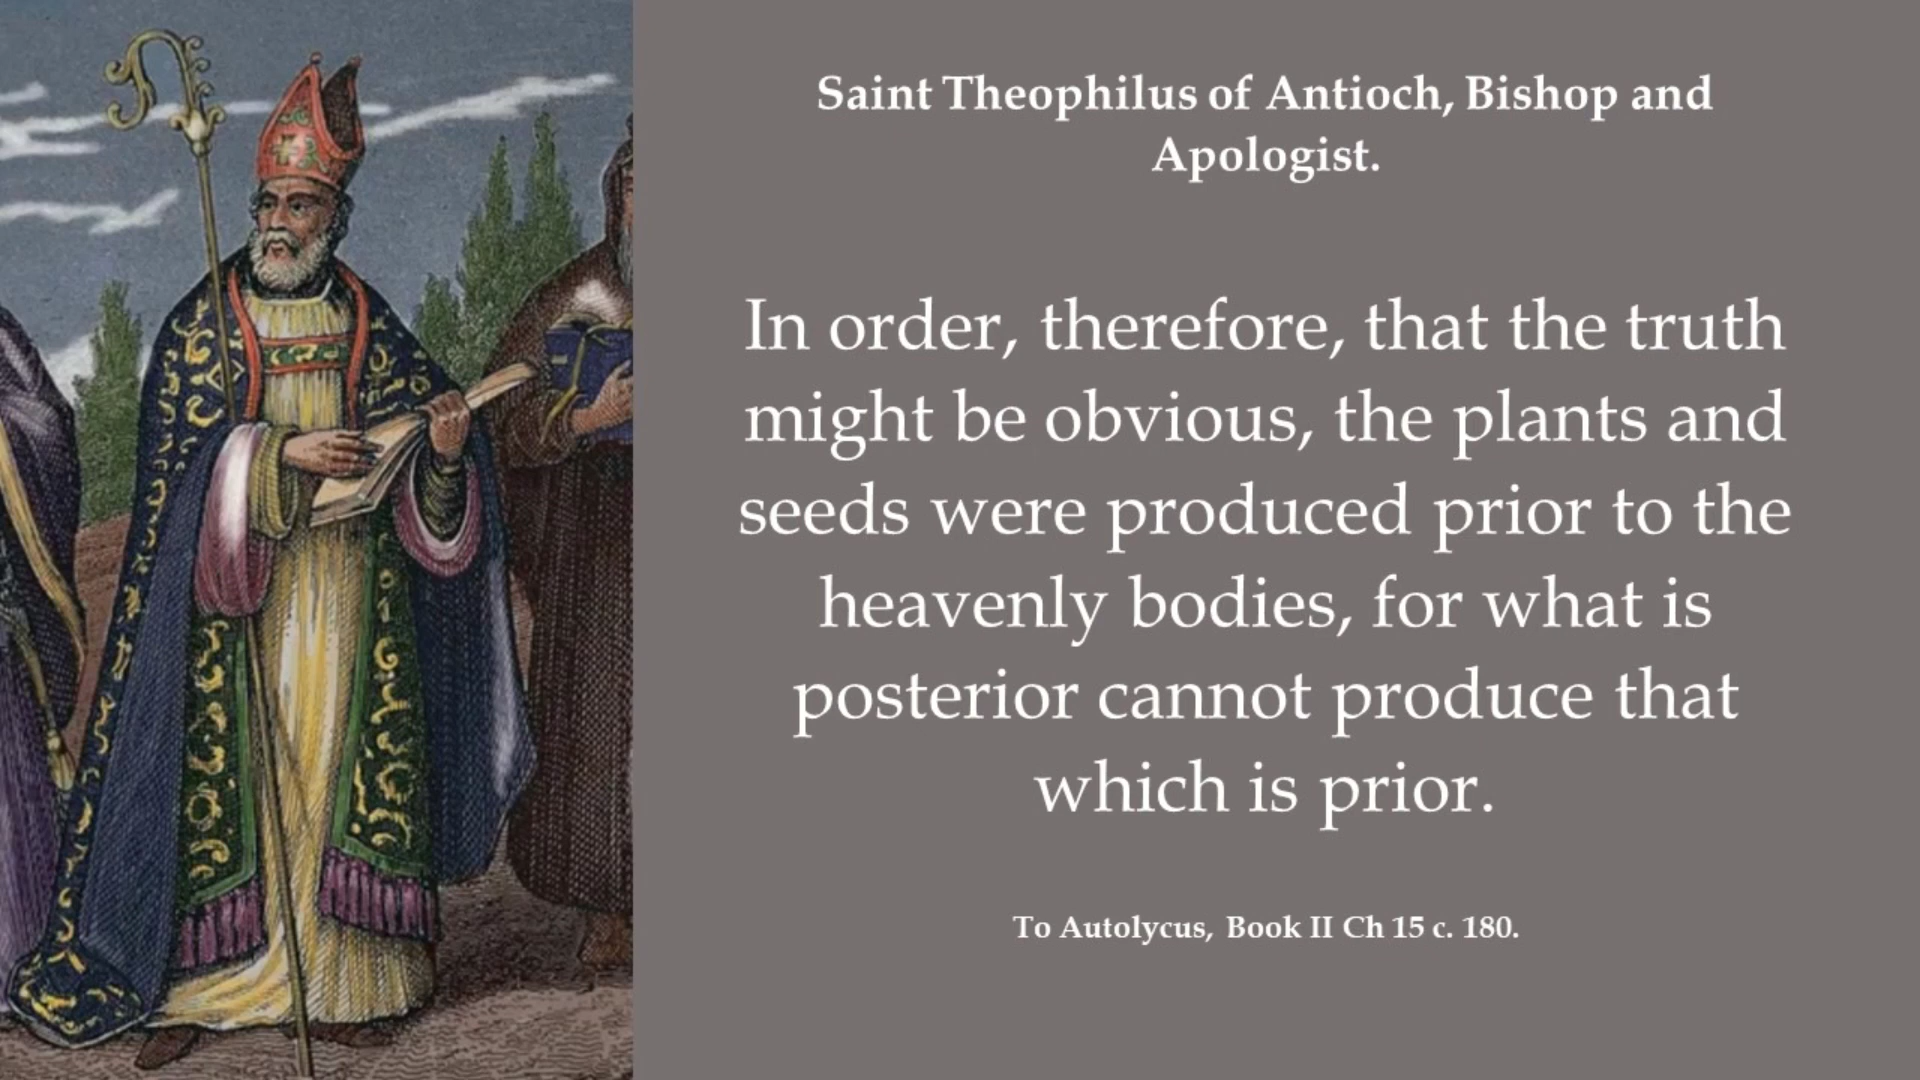 Saint Theophilus of Antioch, Bishop and
Apologist.
In order, therefore, that the truth
might be obvious, the plants and
seeds were produced prior to the
heavenly bodies, for what is
posterior cannot produce that
which is prior.
To Autolycus, Book II Ch 15 c. 180.